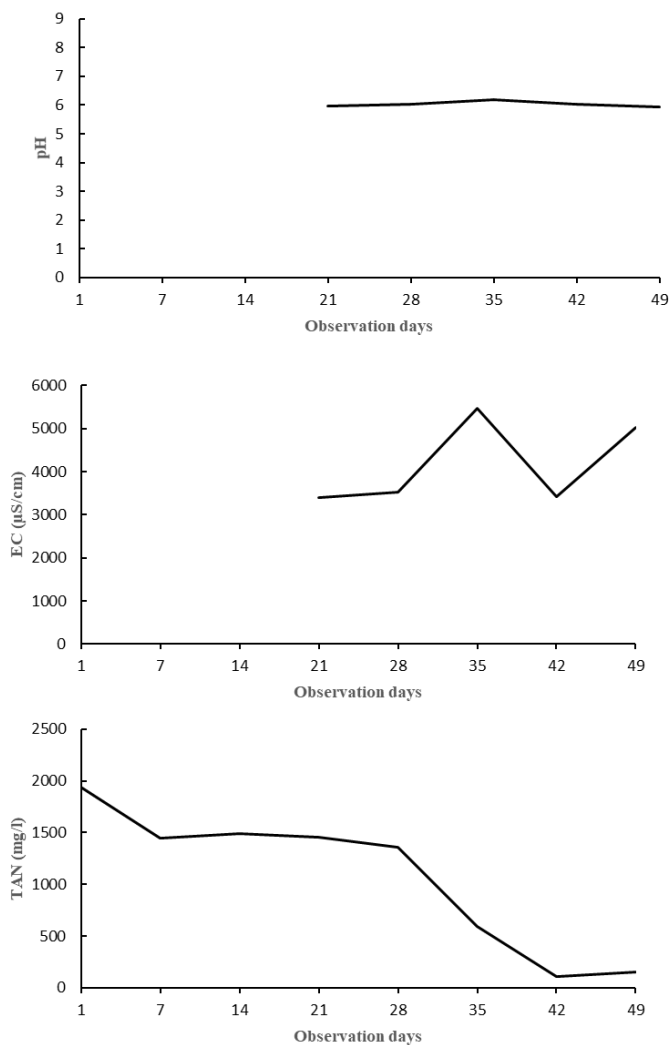 9
8
7
6
5
4
3
2
1
0
pH
1 7 14 21 28 35 42 49
Observation days
6000
5000
4000
3000
2000
1000
0
EC (µS/cm)
1 7 14 21 28 35 42 49
Observation days
2500
2000
1500
1000
500
0
TAN (mg/l)
1 7 14 21 28 35 42 49
Observation days